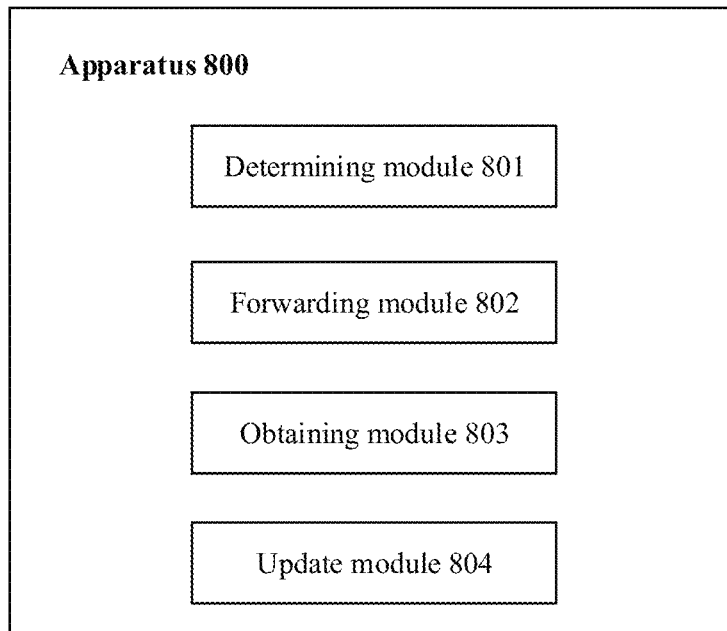 Apparatus 800
Determining module 801
Forwarding module 802
Obtaining module 803
Update module 804